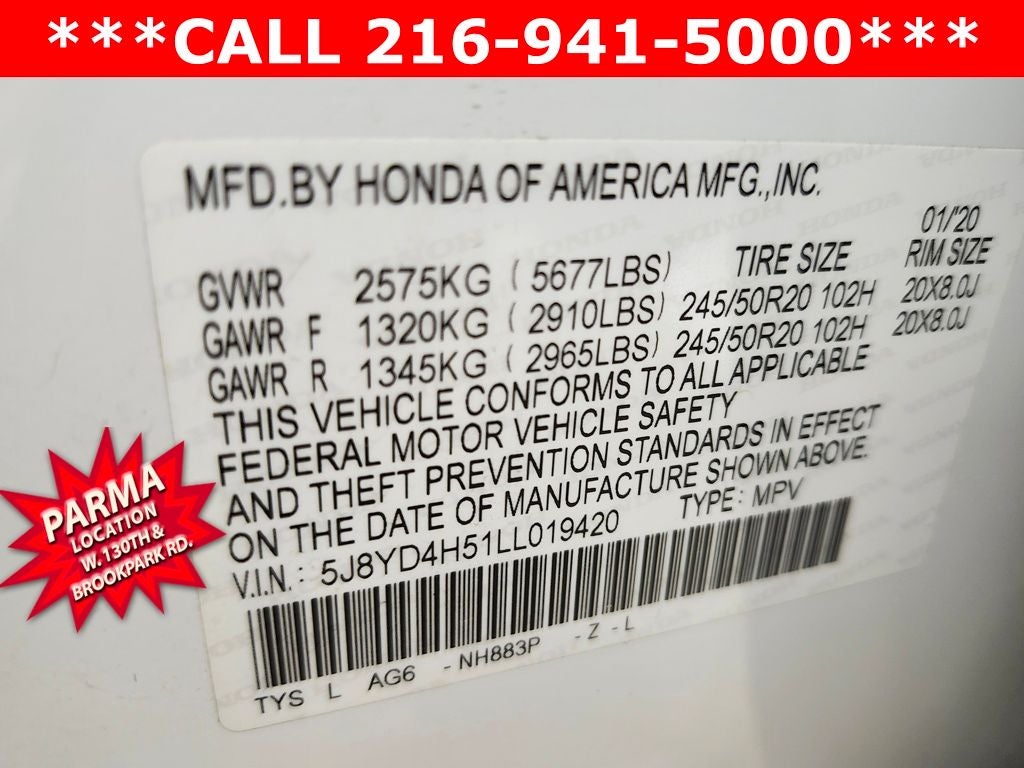 ***CALL 216-941-5000***
MFD.BY HONDA OF AMERICA MFG.,INC.
01/'20
TIRE SIZE RIM SIZE
GVWR 2575KG ( 5677LBS)
GAWR F 1320KG ( 2910LBS) 245/50R20 102H 20X8.0J
GAWR R 1345KG ( 2965LBS) 245/50R20 102H 20X8.0J
THIS VEHICLE CONFORMS TO ALL APPLICABLE
FEDERAL MOTOR VEHICLE SAFETY
AND THEFT PREVENTION STANDARDS IN EFFECT
ON THE DATE OF MANUFACTURE SHOWN ABOVE.
V.I.N.: 5J8YD4H51LL019420 TYPE: MPV
TYS L AG6 -NH883P -Z-L
PARMA
LOCATION
W. 130TH &
BROOKPARK RD.